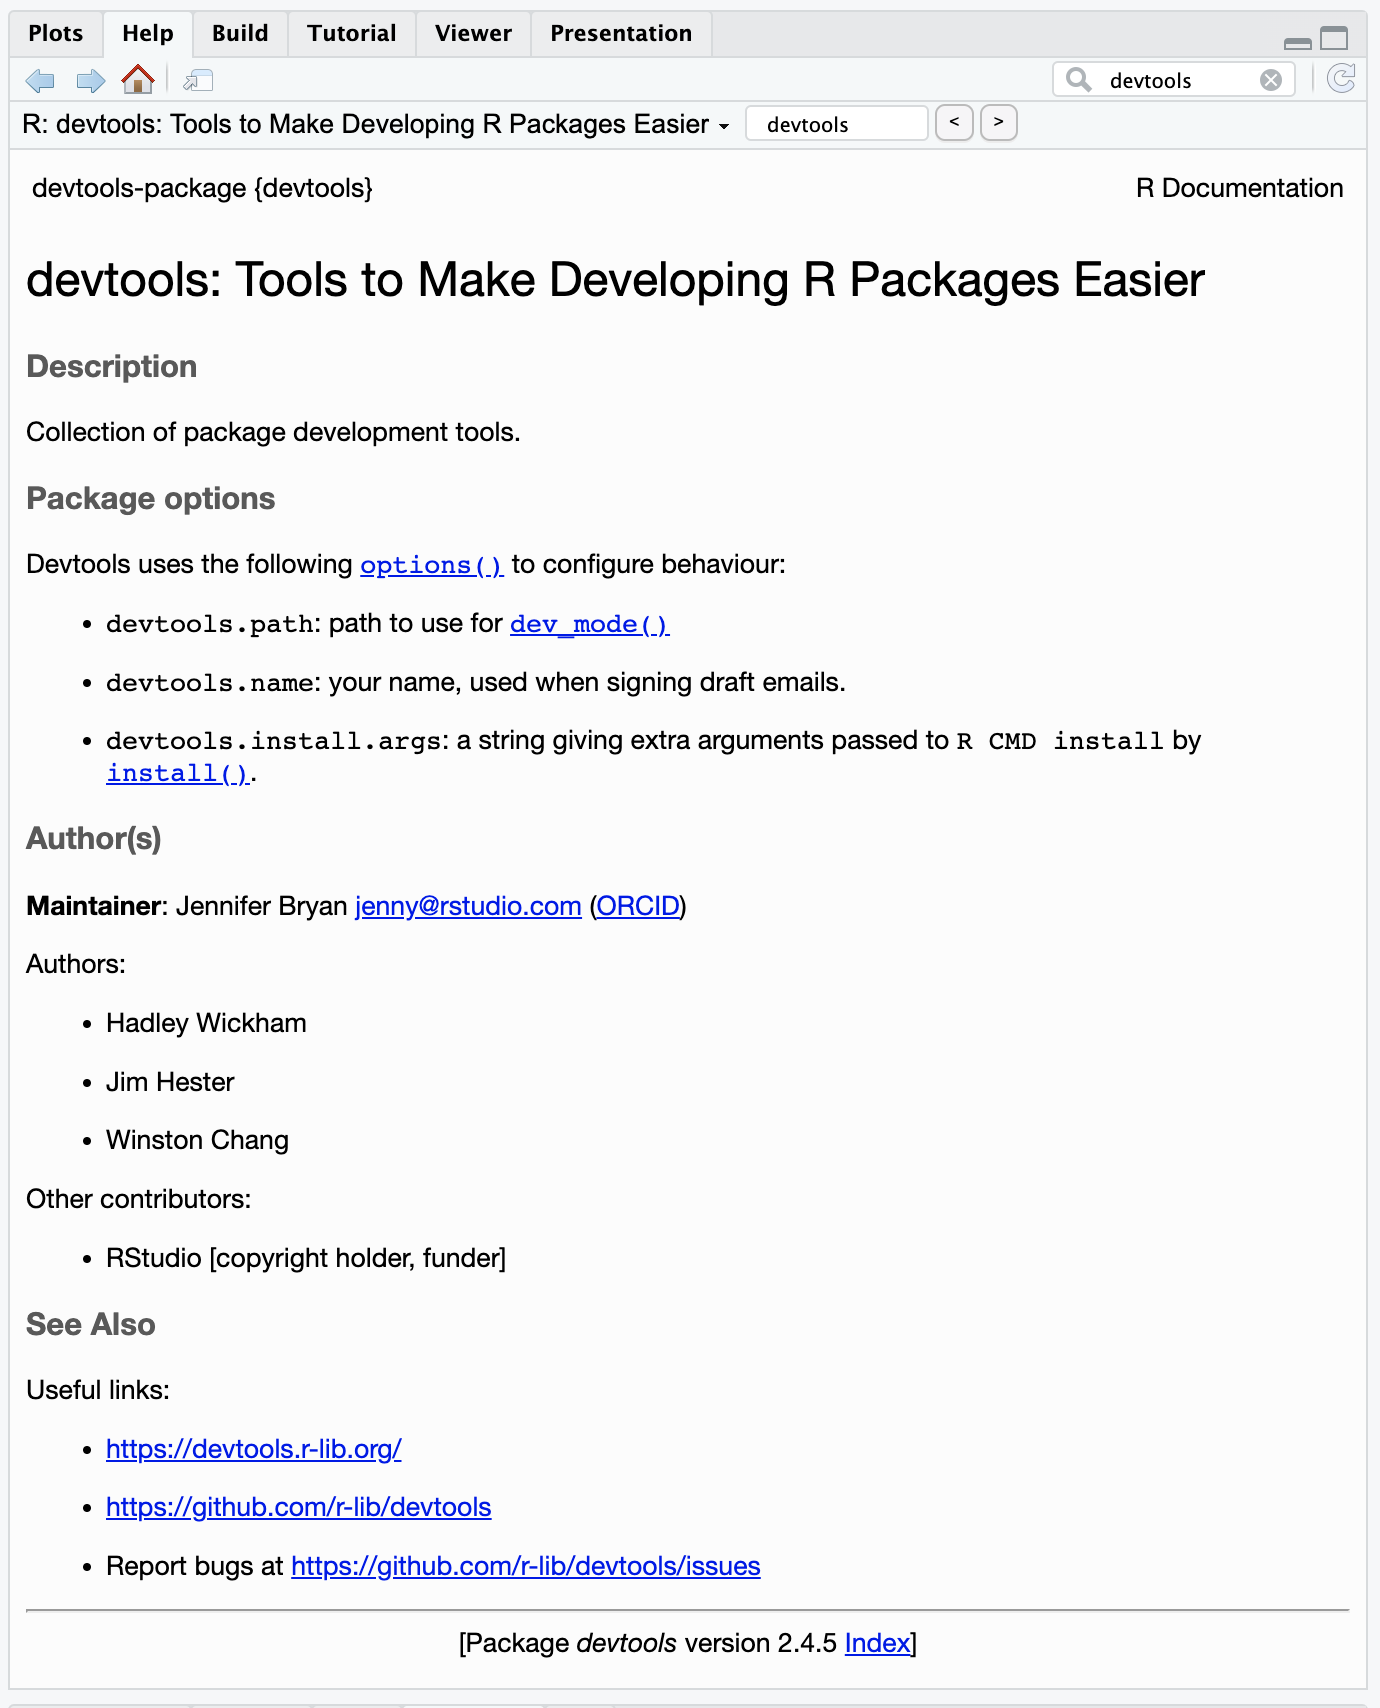 Plots Help Build Tutorial Viewer Presentation
devtools
R: devtools: Tools to Make Developing R Packages Easier devtools < >
devtools-package {devtools} R Documentation
devtools: Tools to Make Developing R Packages Easier
Description
Collection of package development tools.
Package options
Devtools uses the following options() to configure behaviour:
• devtools.path: path to use for dev_mode()
• devtools.name: your name, used when signing draft emails.
• devtools.install.args: a string giving extra arguments passed to R CMD install by
install().
Author(s)
Maintainer: Jennifer Bryan jenny@rstudio.com (ORCID)
Authors:
• Hadley Wickham
• Jim Hester
• Winston Chang
Other contributors:
• RStudio [copyright holder, funder]
See Also
Useful links:
• https://devtools.r-lib.org/
• https://github.com/r-lib/devtools
• Report bugs at https://github.com/r-lib/devtools/issues
[Package devtools version 2.4.5 Index]